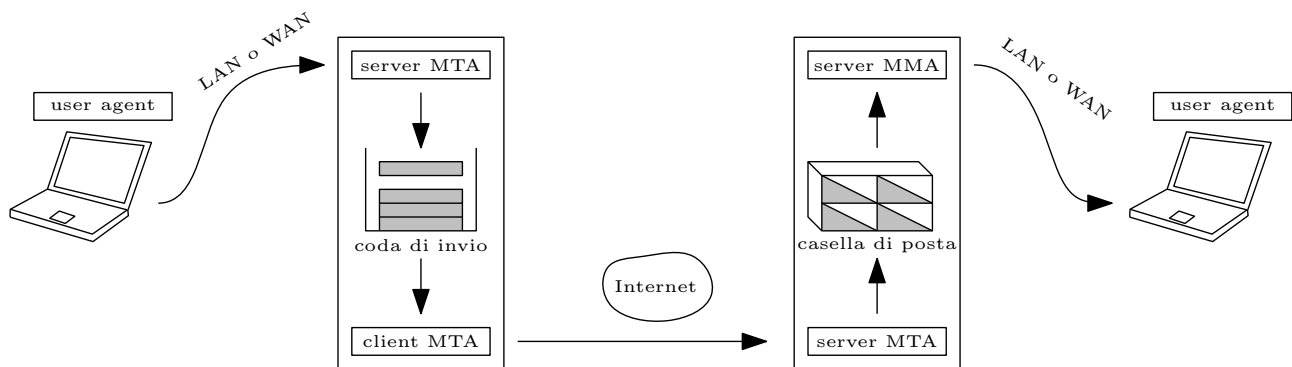 LAN o WAN
user agent
server MTA
coda di invio
client MTA
Internet
server MMA
casella di posta
server MTA
LAN o WAN
user agent